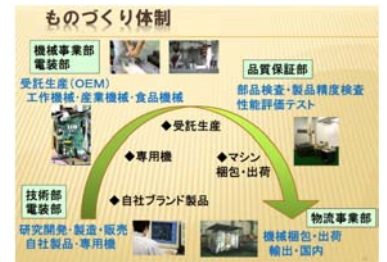 ものづくり体制
機械事業部
電装部
受託生産(OEM)
工作機械・産業機械・食品機械
品質保証部
部品検査・製品精度検査
性能評価テスト
◆受託生産
◆専用機
◆マシン
梱包・出荷
◆自社ブランド製品
技術部
電装部
研究開発・製造・販売
自社製品・専用機
物流事業部
機械梱包・出荷
輸出・国内